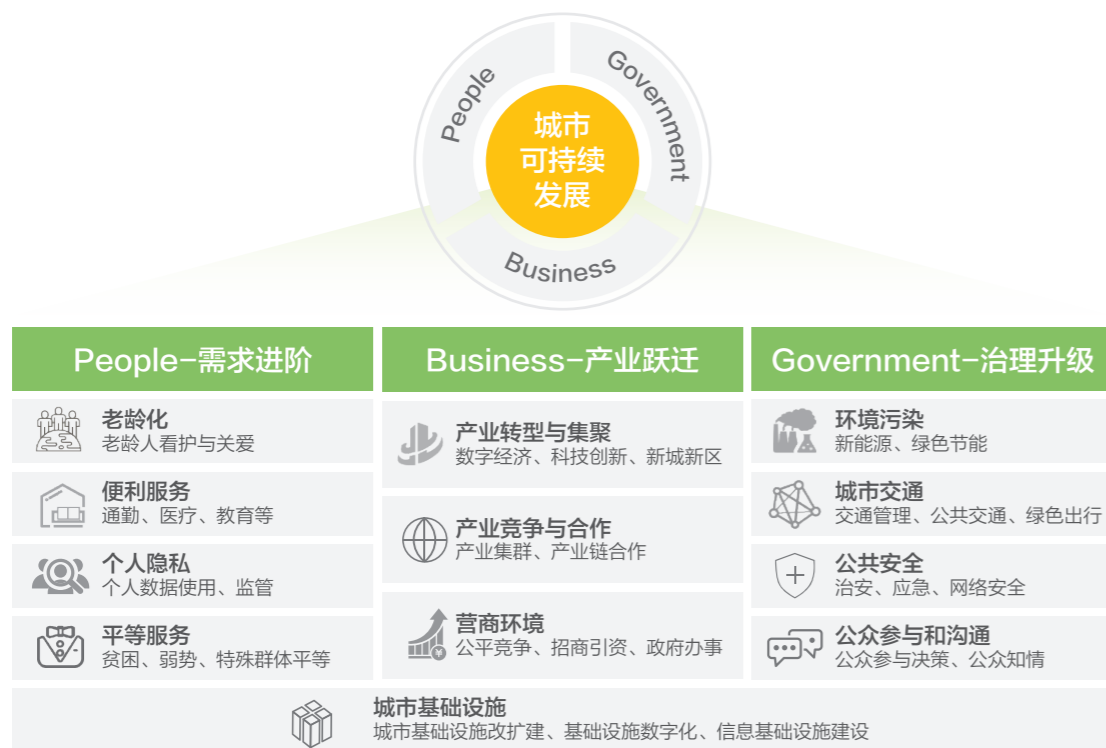 People
Government
城市
可持续
发展
Business
People-需求进阶
老龄化
老龄人看护与关爱
便利服务
通勤、医疗、教育等
个人隐私
个人数据使用、监管
平等服务
贫困、弱势、特殊群体平等
Business-产业跃迁
产业转型与集聚
数字经济、科技创新、新城新区
产业竞争与合作
产业集群、产业链合作
营商环境
公平竞争、招商引资、政府办事
Government-治理升级
环境污染
新能源、绿色节能
城市交通
交通管理、公共交通、绿色出行
公共安全
治安、应急、网络安全
公众参与和沟通
公众参与决策、公众知情
城市基础设施
城市基础设施改扩建、基础设施数字化、信息基础设施建设